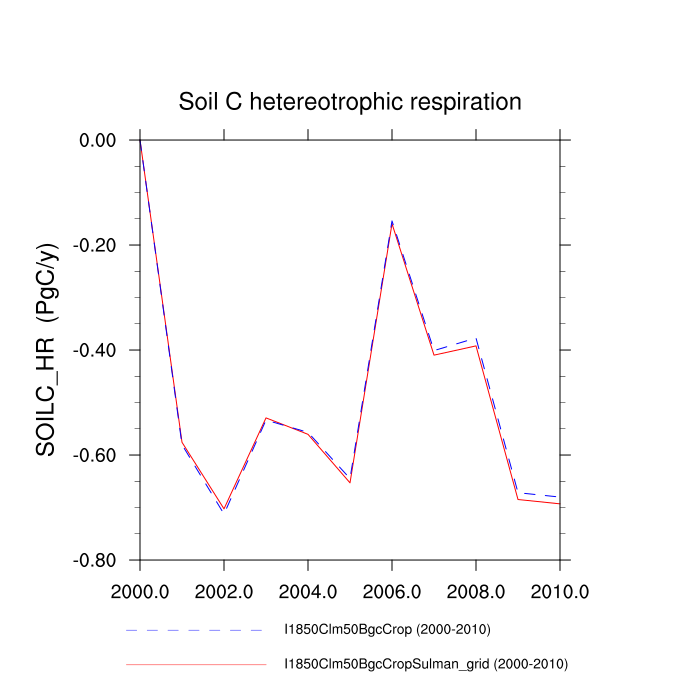 Soil C hetereotrophic respiration
SOILC_HR (PgC/y)
0.00
-0.20
-0.40
-0.60
-0.80
2000.0 2002.0 2004.0 2006.0 2008.0 2010.0
I1850Clm50BgcCrop (2000-2010)
I1850Clm50BgcCropSulman_grid (2000-2010)